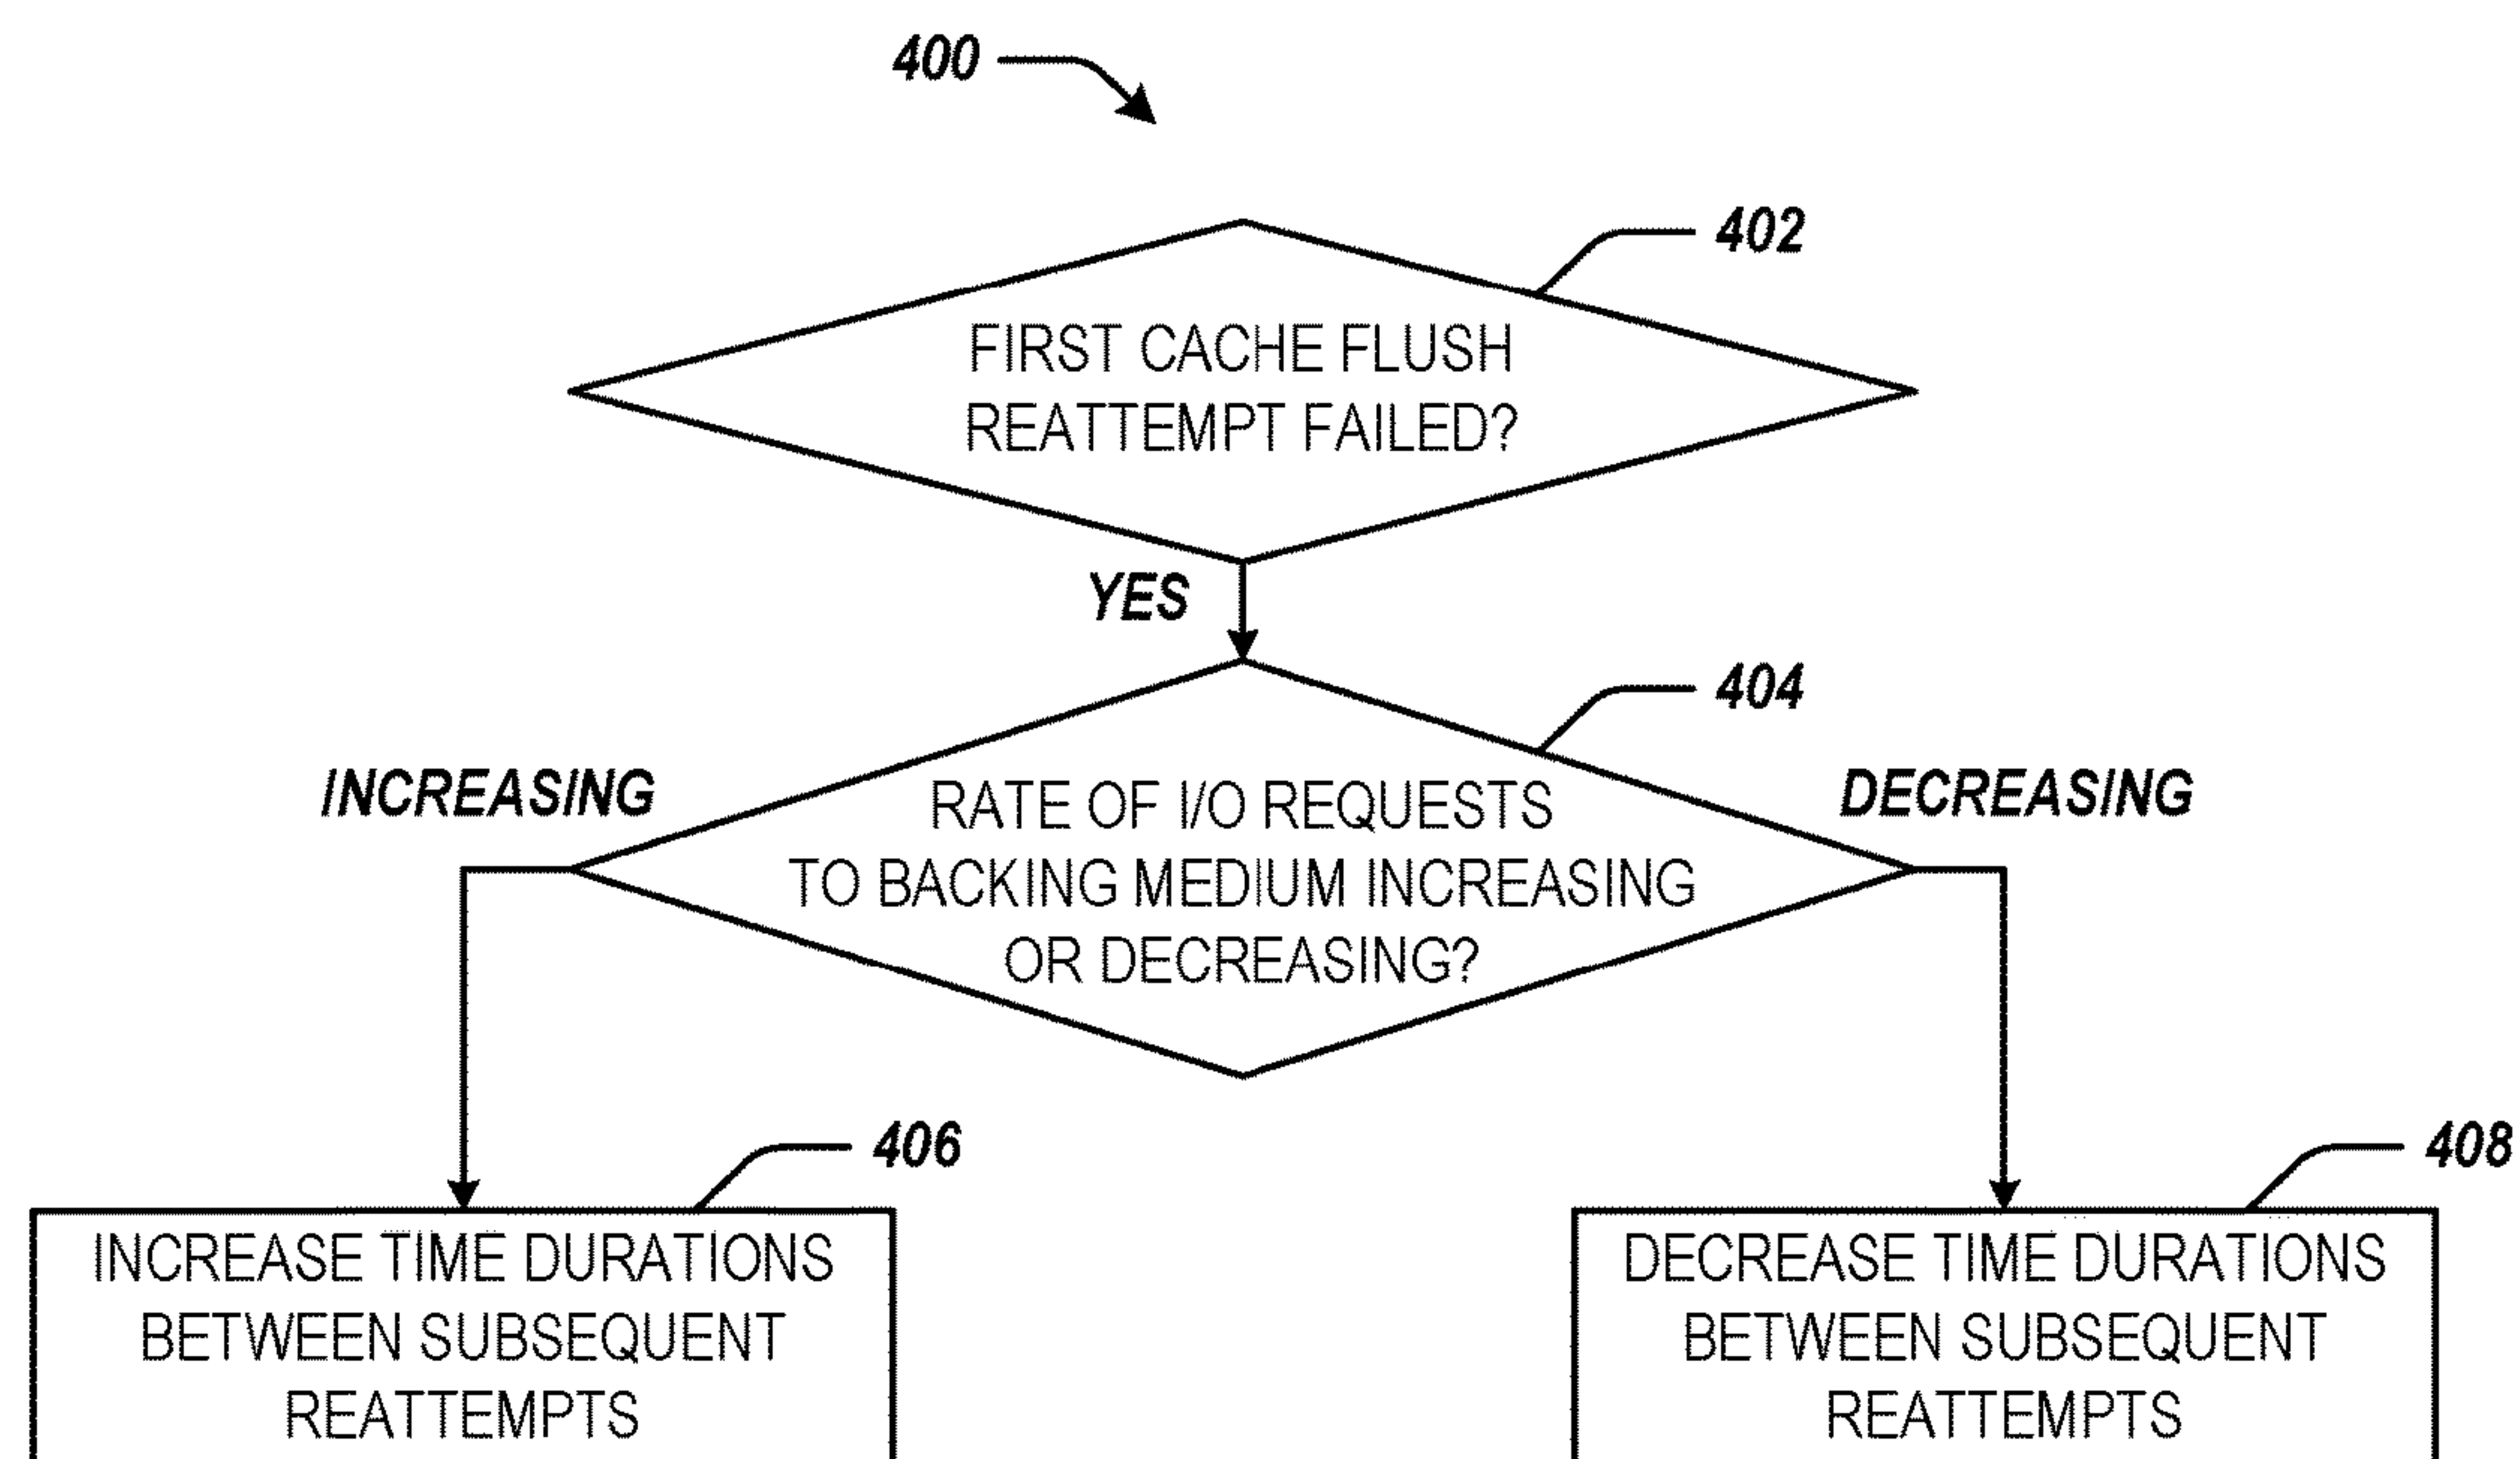 400
402
FIRST CACHE FLUSH
REATTEMPT FAILED?
YES
404
INCREASING
DECREASING
RATE OF I/O REQUESTS
TO BACKING MEDIUM INCREASING
OR DECREASING?
406
408
INCREASE TIME DURATIONS
BETWEEN SUBSEQUENT
REATTEMPTS
DECREASE TIME DURATIONS
BETWEEN SUBSEQUENT
REATTEMPTS